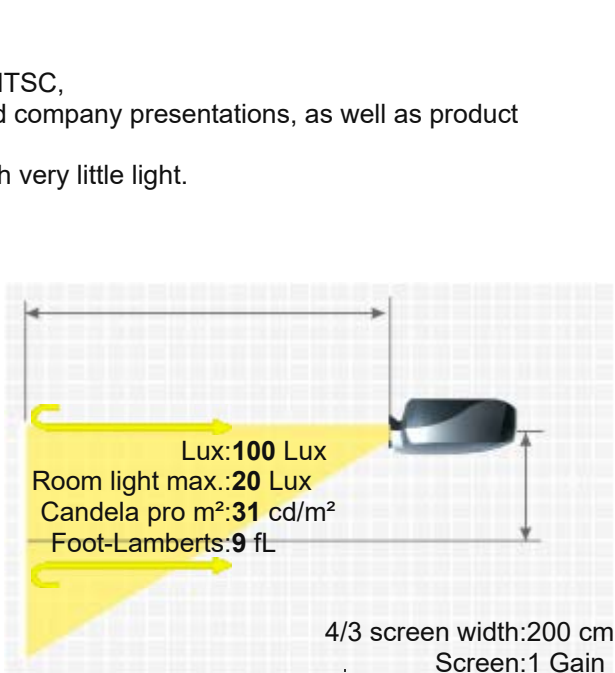 NTSC,
d company presentations, as well as product
h very little light.
Lux:100 Lux
Room light max.:20 Lux
Candela pro m²:31 cd/m²
Foot-Lamberts:9 fL
4/3 screen width:200 cm
Screen:1 Gain